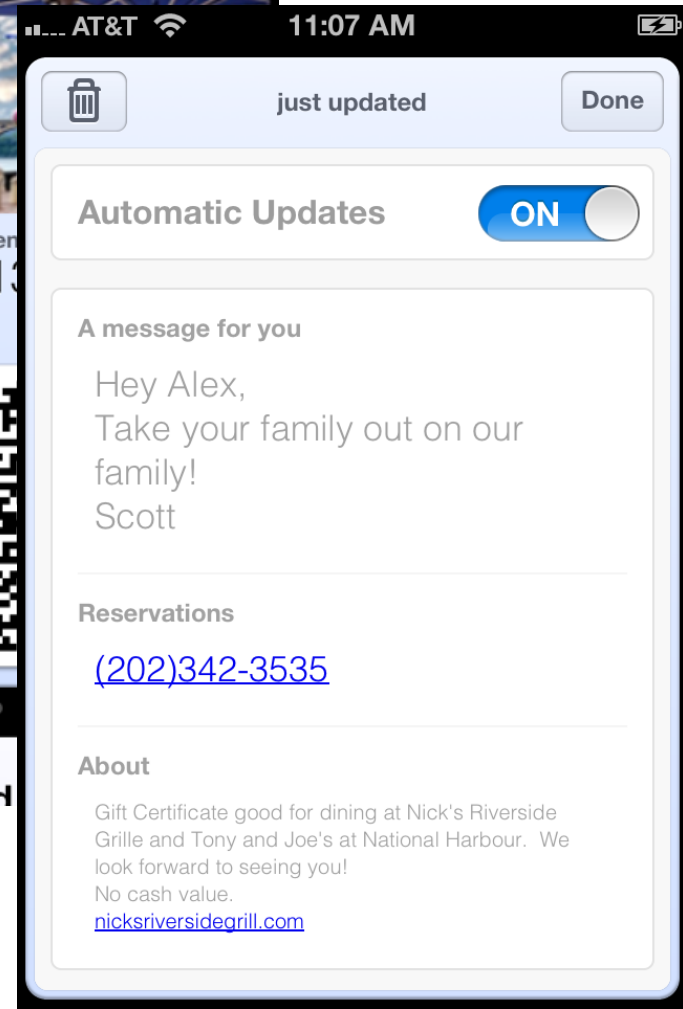 AT&T 11:07 AM
just updated Done
Automatic Updates ON
A message for you
Hey Alex,
Take your family out on our
family!
Scott
Reservations
(202)342-3535
About
Gift Certificate good for dining at Nick's Riverside
Grille and Tony and Joe's at National Harbour. We
look forward to seeing you!
No cash value.
nicksriversidegrill.com